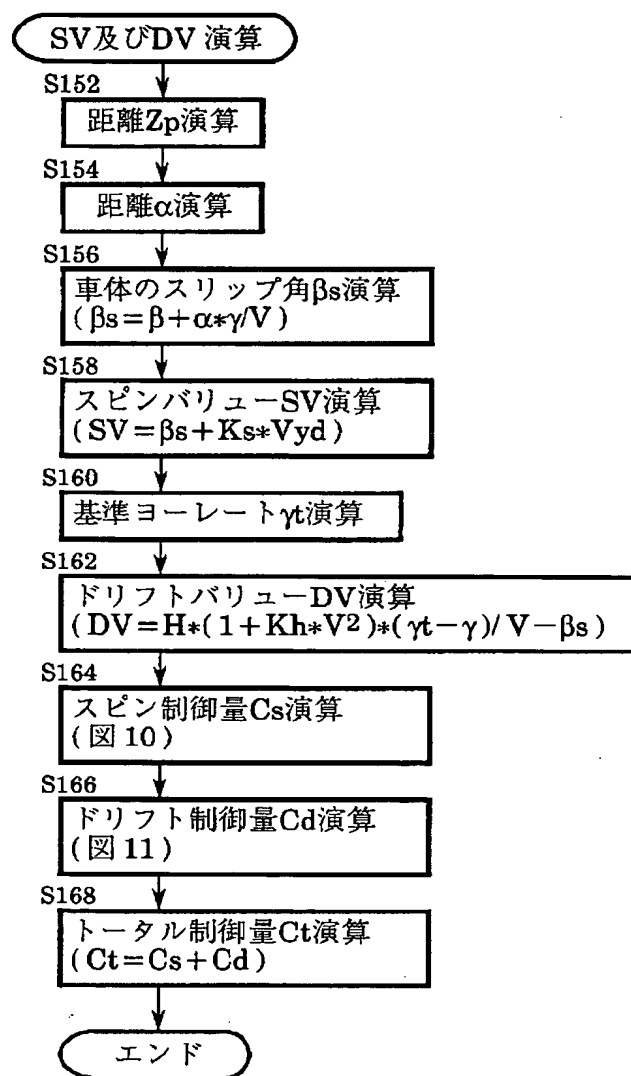 SV及びDV演算
S152
距離Zp演算
S154
距離α演算
S156
車体のスリップ角βs演算
(βs=β+α*γ/V)
S158
スピンバリューSV演算
(SV=βs+Ks*Vyd)
S160
基準ヨーレートγt演算
S162
ドリフトバリューDV演算
(DV=H*(1+Kh*V²)*(γt−γ)/V−βs)
S164
スピン制御量Cs演算
(図10)
S166
ドリフト制御量Cd演算
(図11)
S168
トータル制御量Ct演算
(Ct=Cs+Cd)
エンド